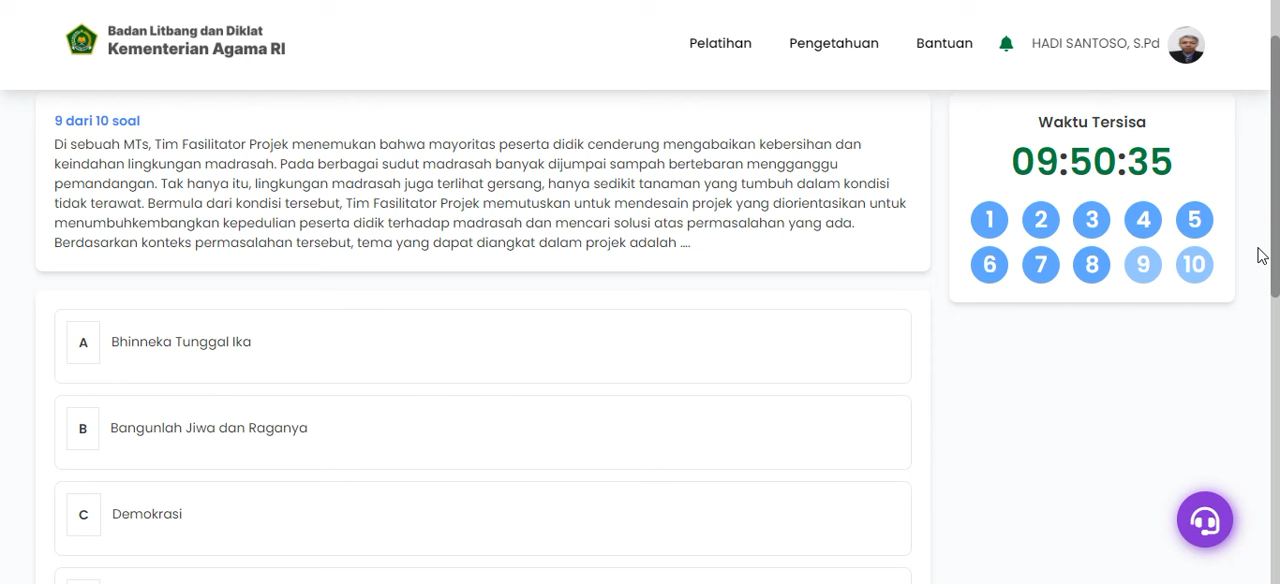 Badan Litbang dan Diklat
Kementerian Agama RI
Pelatihan
Pengetahuan
Bantuan
HADI SANTOSO, S.Pd
9 dari 10 soal
Di sebuah MTs, Tim Fasilitator Projek menemukan bahwa mayoritas peserta didik cenderung mengabaikan kebersihan dan
keindahan lingkungan madrasah. Pada berbagai sudut madrasah banyak dijumpai sampah bertebaran mengganggu
pemandangan. Tak hanya itu, lingkungan madrasah juga terlihat gersang, hanya sedikit tanaman yang tumbuh dalam kondisi
tidak terawat. Bermula dari kondisi tersebut, Tim Fasilitator Projek memutuskan untuk mendesain projek yang diorientasikan untuk
menumbuhkembangkan kepedulian peserta didik terhadap madrasah dan mencari solusi atas permasalahan yang ada.
Berdasarkan konteks permasalahan tersebut, tema yang dapat diangkat dalam projek adalah ....
A Bhinneka Tunggal Ika
B Bangunlah Jiwa dan Raganya
C Demokrasi
Waktu Tersisa
09:50:35
1 2 3 4 5
6 7 8 9 10